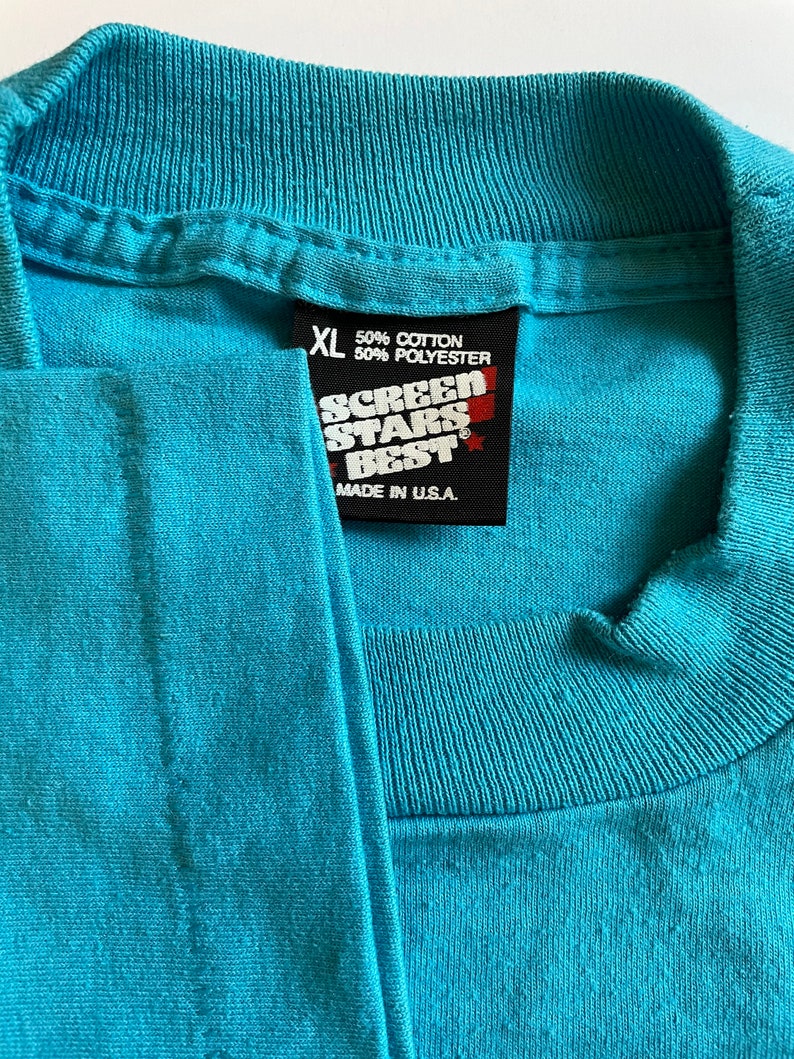 XL 50% COTTON
50% POLYESTER
SCREEN
STARS
BEST®
MADE IN U.S.A.